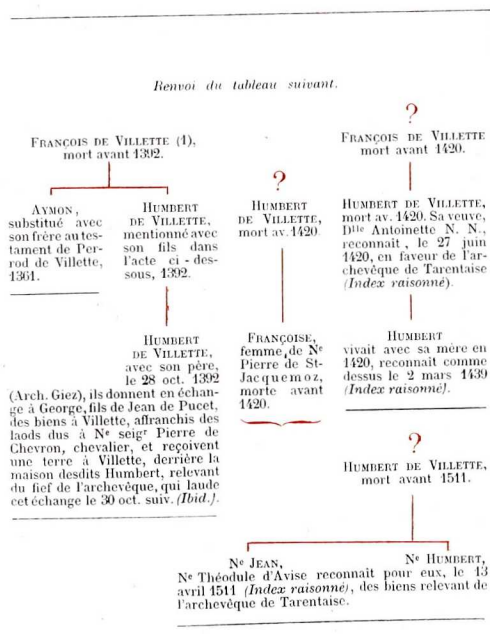 Renvoi du tableau suivant.
FRANÇOIS DE VILLETTE (1),
mort avant 1392.
AYMON,
substitué avec
son frère au tes-
tament de Per-
rod de Villette,
1361.
HUMBERT
DE VILLETTE,
mentionné avec
son fils dans
l'acte ci-des-
sous, 1392.
HUMBERT
DE VILLETTE,
avec son père,
le 28 oct. 1392
(Arch. Giez), ils donnent en échan-
ge à George, fils de Jean de Pucet,
des biens à Villette, affranchis des
laods dus à Ne seigr Pierre de
Chevron, chevalier, et reçoivent
une terre à Villette, derrière la
maison desdits Humbert, relevant
du fief de l'archevêque, qui laude
cet échange le 30 oct. suiv. (Ibid.).
?
HUMBERT
DE VILLETTE,
mort av. 1420.
FRANÇOISE,
femme de Ne
Pierre de St-
Jacquemoz,
morte avant
1420.
?
FRANÇOIS DE VILLETTE
mort avant 1420.
HUMBERT DE VILLETTE,
mort av. 1420. Sa veuve,
Dlle Antoinette N. N.,
reconnaît, le 27 juin
1420, en faveur de l'ar-
chevêque de Tarentaise
(Index raisonné).
HUMBERT
vivait avec sa mère en
1420, reconnaît comme
dessus le 2 mars 1439
(Index raisonné).
?
HUMBERT DE VILLETTE,
mort avant 1511.
Ne JEAN,
Ne HUMBERT,
Ne Théodule d'Avise reconnaît pour eux, le 13
avril 1511 (Index raisonné), des biens relevant de
l'archevêque de Tarentaise.